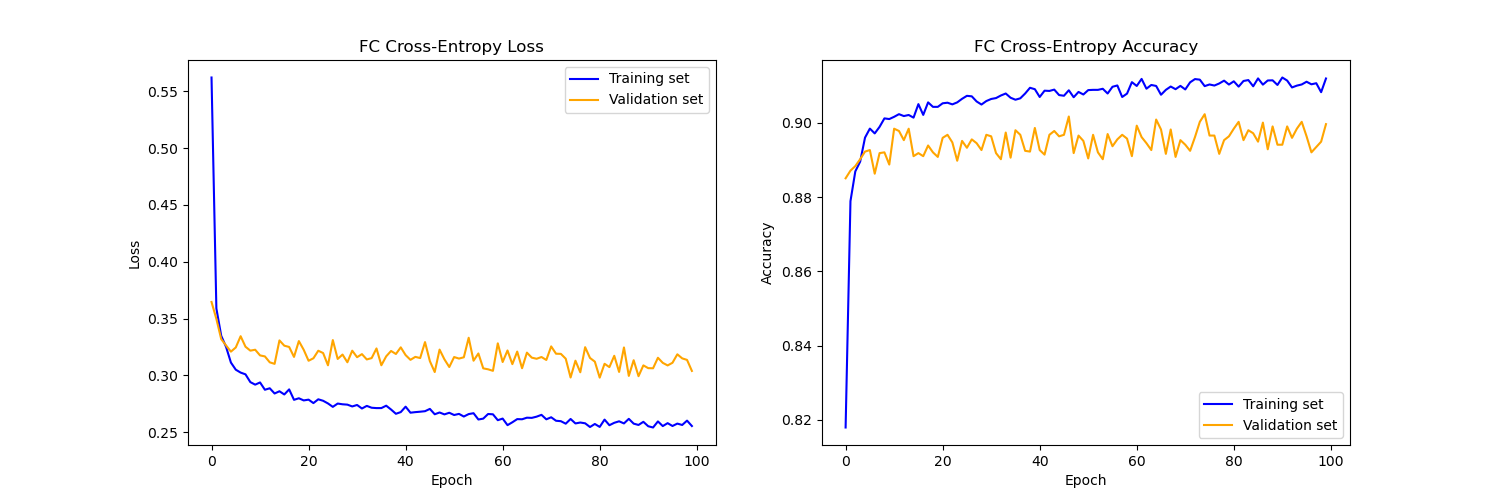 FC Cross-Entropy Loss
Training set
Validation set
0.55
0.50
0.45
0.40
0.35
0.30
0.25
Loss
0 20 40 60 80 100
Epoch
FC Cross-Entropy Accuracy
0.90
0.88
0.86
0.84
0.82
Accuracy
Training set
Validation set
0 20 40 60 80 100
Epoch